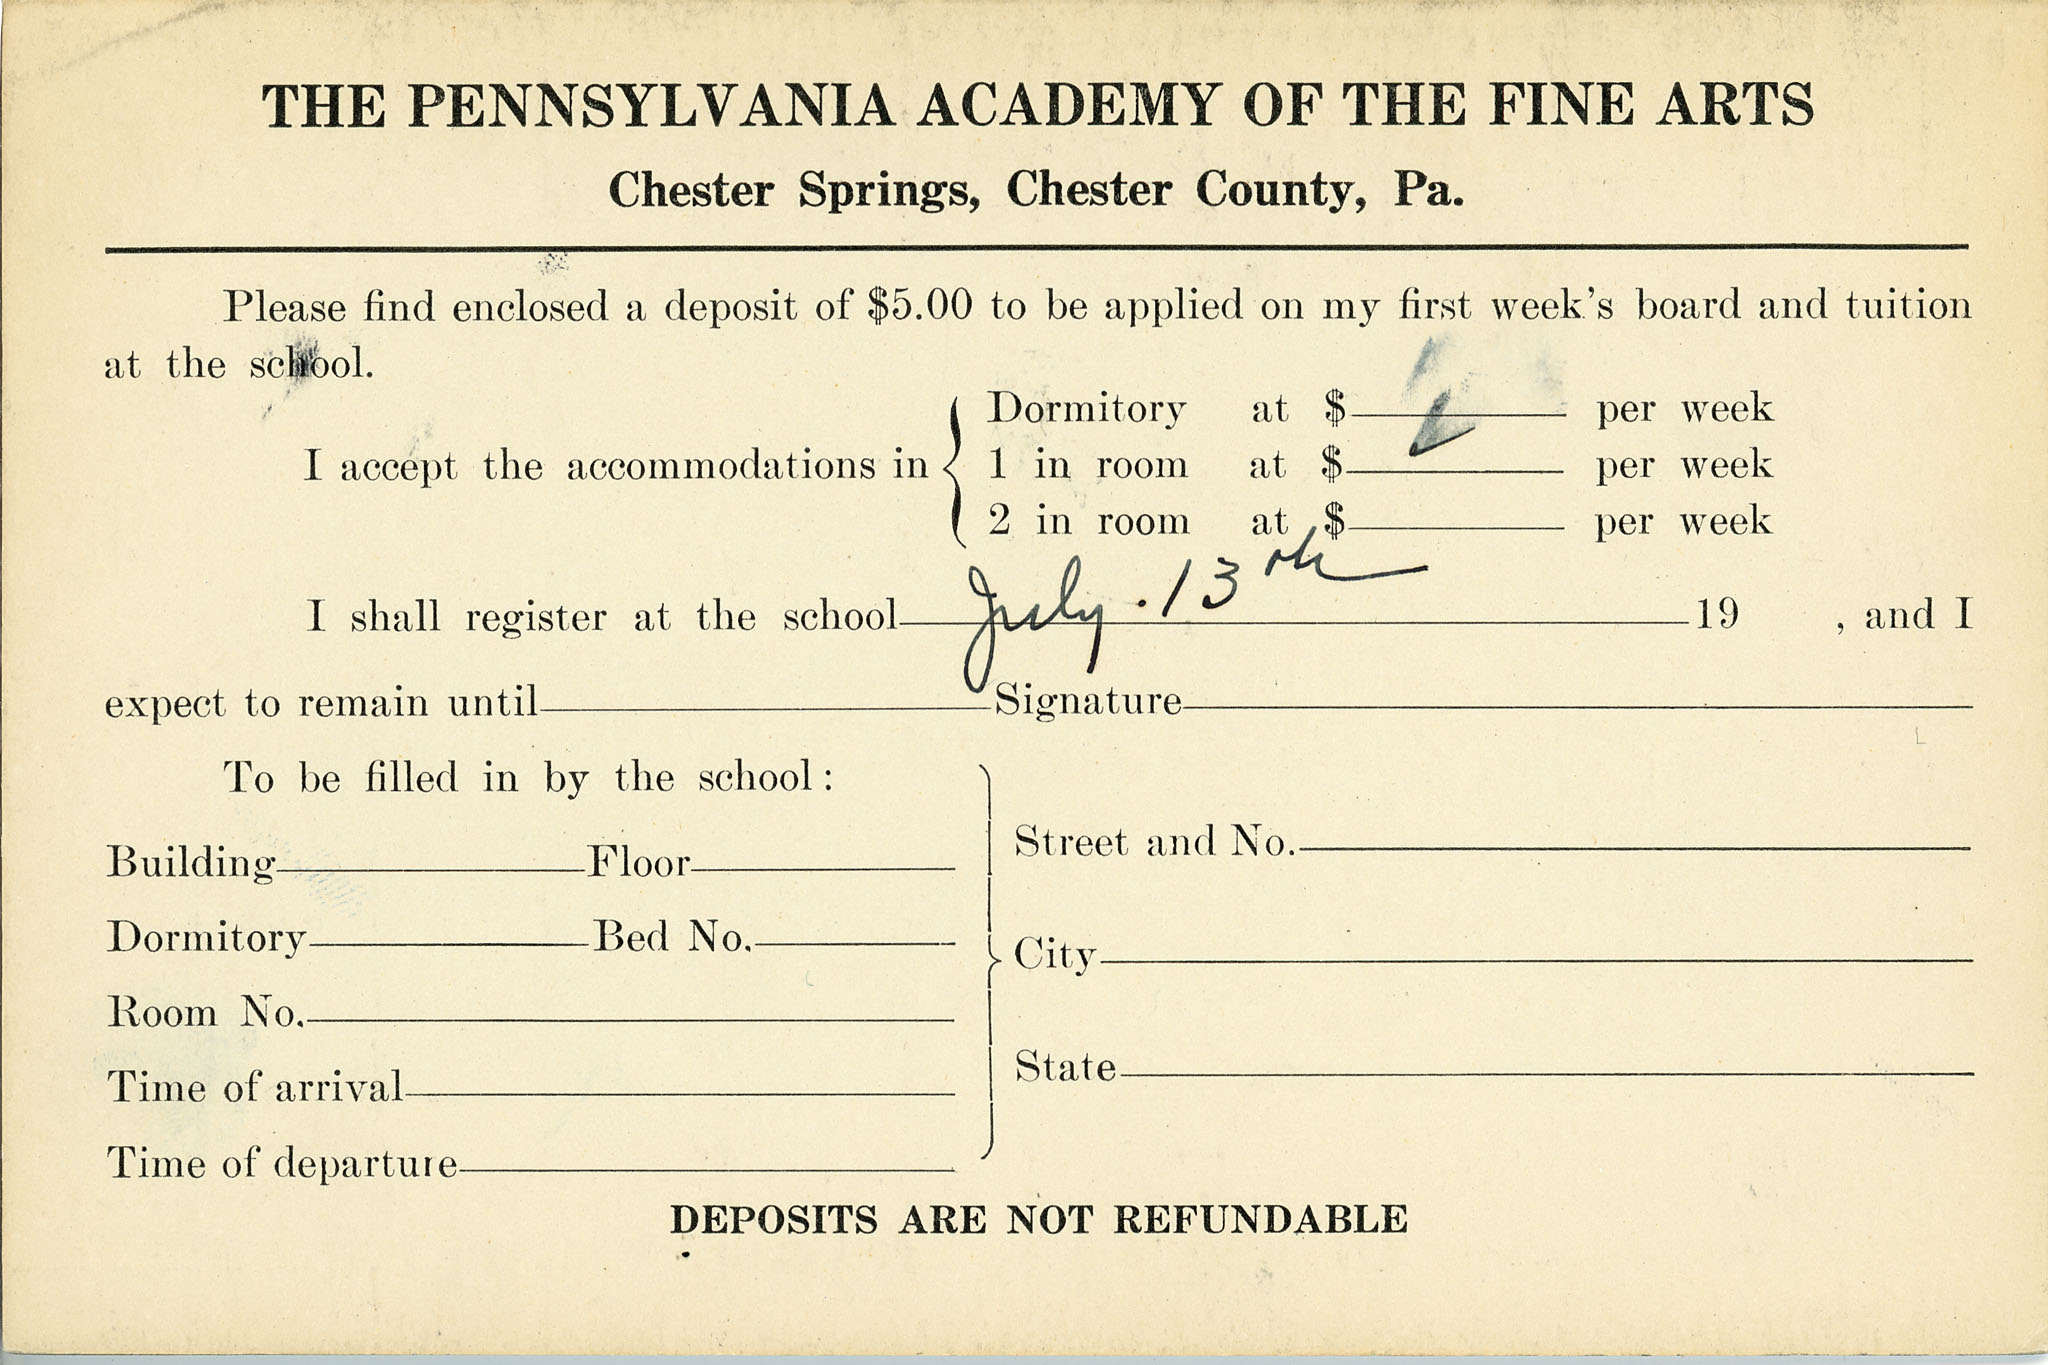 THE PENNSYLVANIA ACADEMY OF THE FINE ARTS
Chester Springs, Chester County, Pa.
Please find enclosed a deposit of $5.00 to be applied on my first week's board and tuition
at the school.
Dormitory at $ per week
I accept the accommodations in 1 in room at $ per week
2 in room at $ per week
I shall register at the school July. 13th 19 , and I
expect to remain until Signature
To be filled in by the school:
Building Floor
Dormitory Bed No.
Room No.
Time of arrival
Time of departure
Street and No.
City
State
DEPOSITS ARE NOT REFUNDABLE